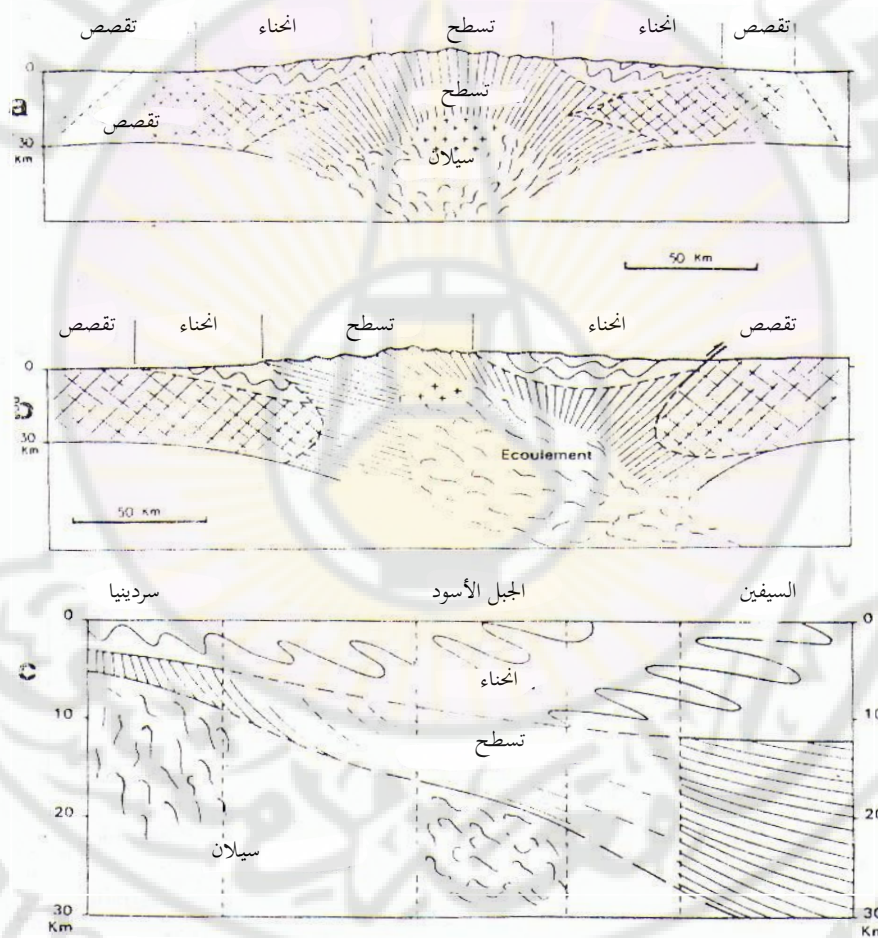 تقصص انحناء تسطح انحناء تقصص
0
a
تسطح
تقصص
30
Km
سيلان
50 Km
تقصص انحناء تسطح انحناء تقصص
0
b
30
Km
Ecoulement
50 Km
سردينيا الجبل الأسود السيفين
0 0
c
انحناء
10 10
تسطح
20 20
سيلان
30 30
Km Km